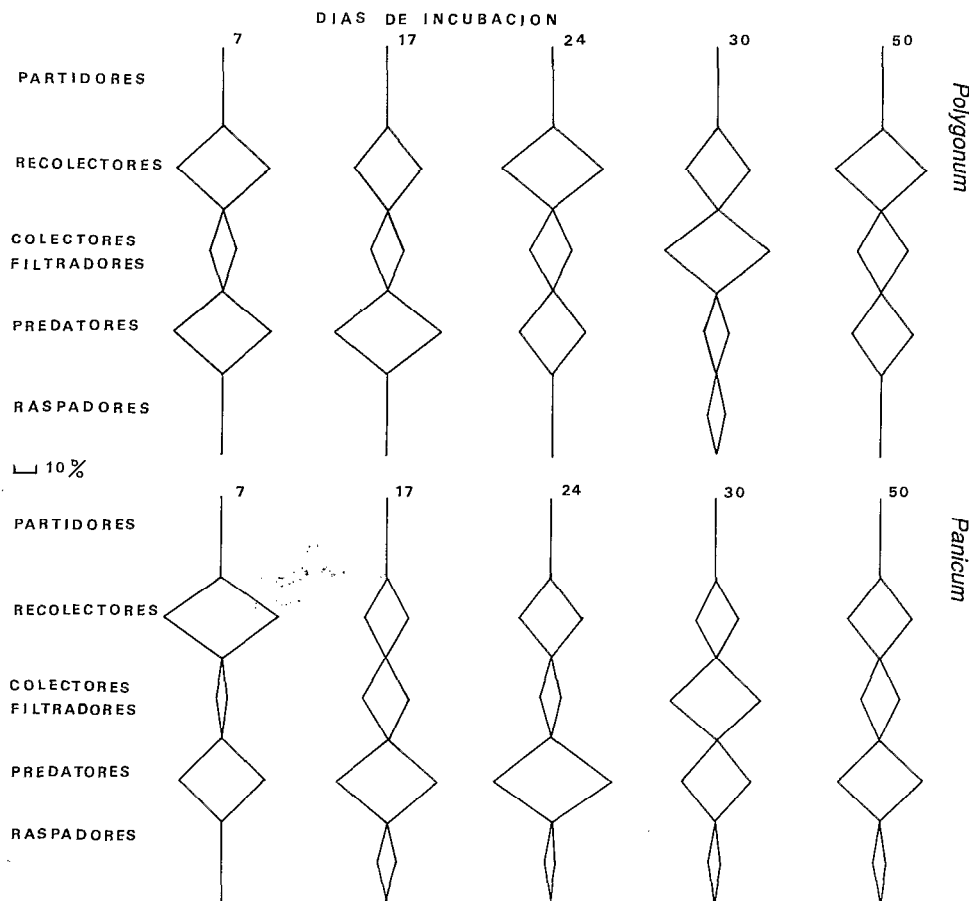 DIAS DE INCUBACION
7 17 24 30 50
PARTIDORES
RECOLECTORES
COLECTORES
FILTRADORES
PREDATORES
RASPADORES
Polygonum
10%
7 17 24 30 50
PARTIDORES
RECOLECTORES
COLECTORES
FILTRADORES
PREDATORES
RASPADORES
Panicum